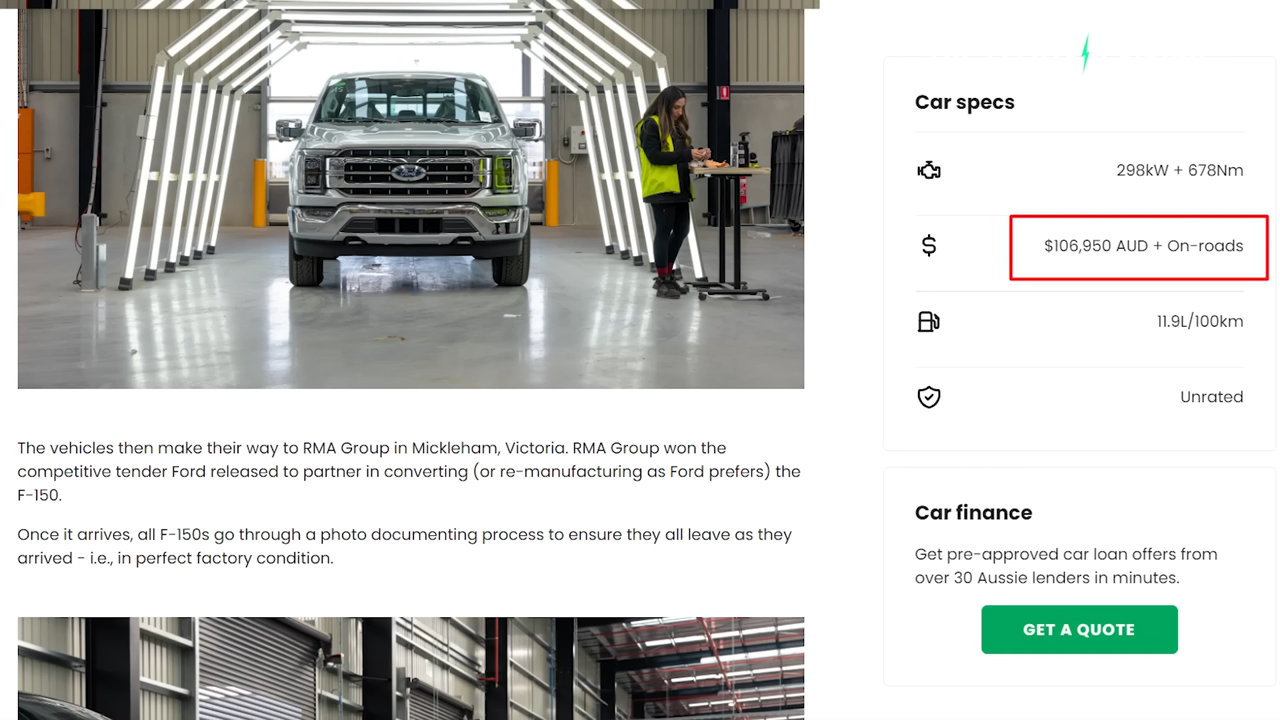 Ford
The vehicles then make their way to RMA Group in Mickleham, Victoria. RMA Group won the
competitive tender Ford released to partner in converting (or re-manufacturing as Ford prefers) the
F-150.
Once it arrives, all F-150s go through a photo documenting process to ensure they all leave as they
arrived - i.e., in perfect factory condition.
Car specs
298kW + 678Nm
$106,950 AUD + On-roads
11.9L/100km
Unrated
Car finance
Get pre-approved car loan offers from
over 30 Aussie lenders in minutes.
GET A QUOTE